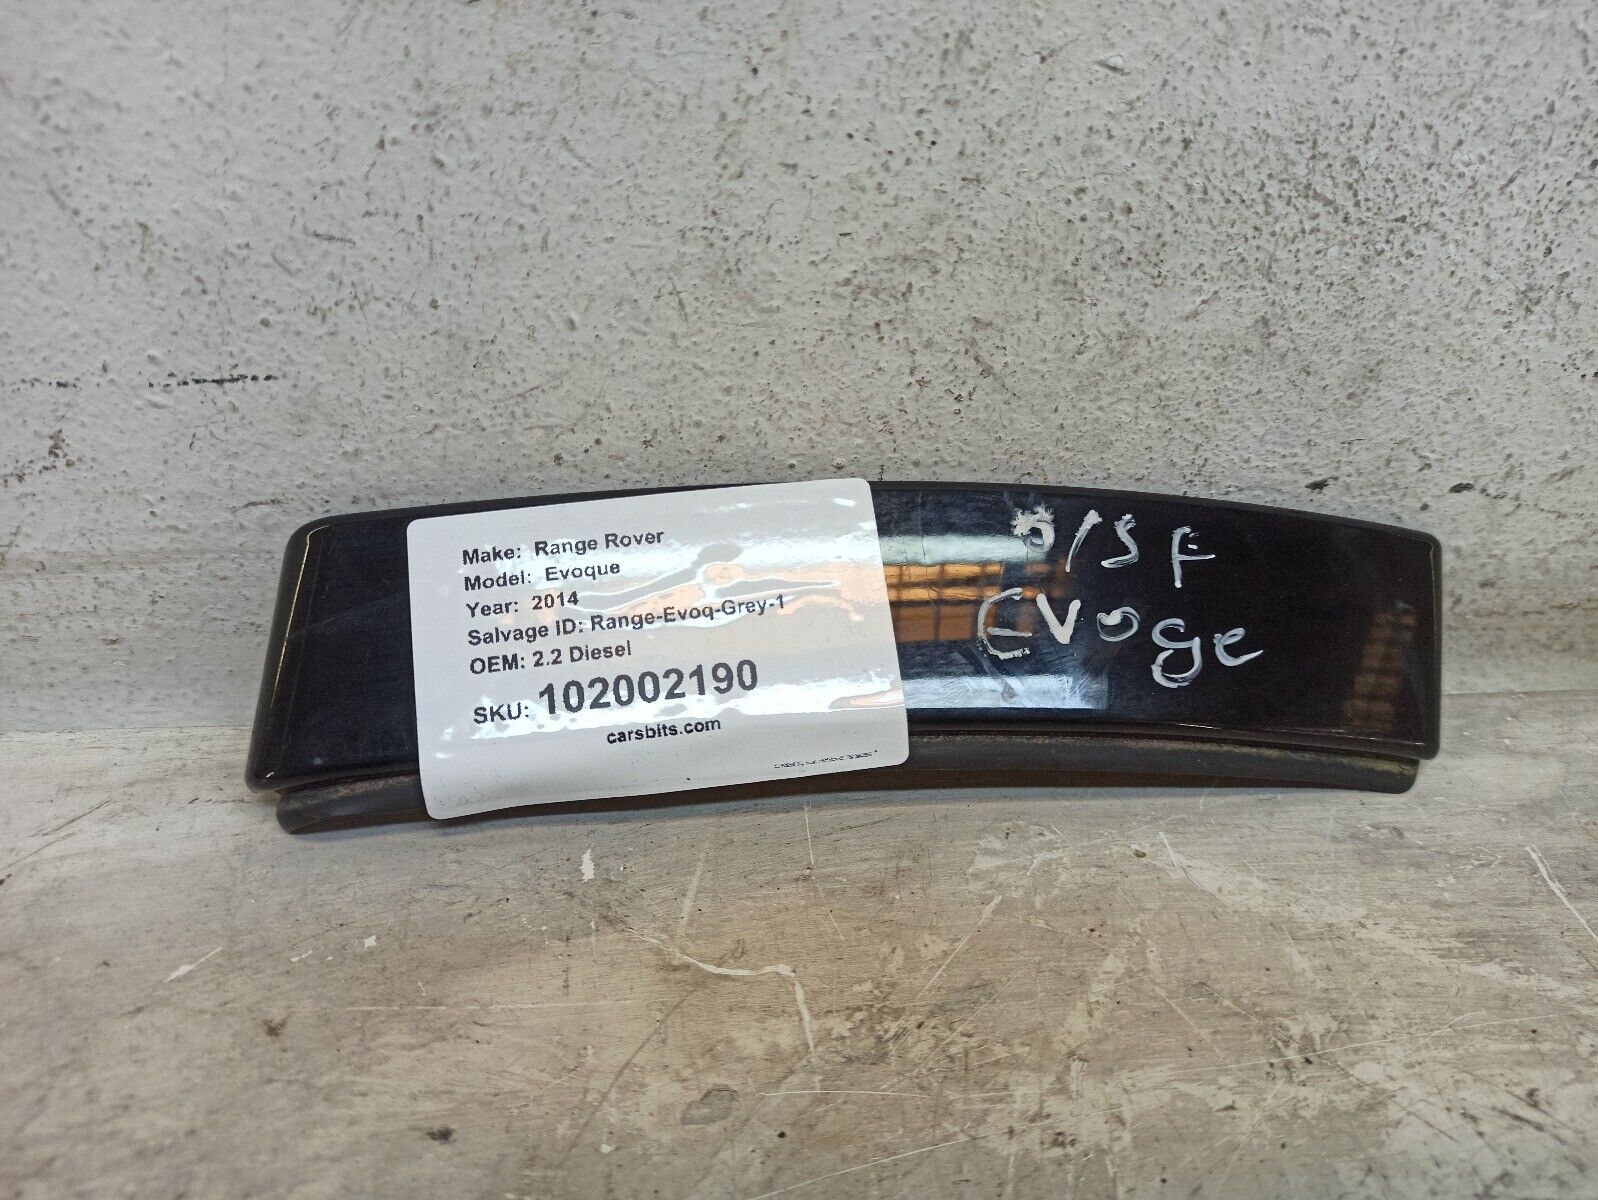 Make: Range Rover
Model: Evoque
Year: 2014
Salvage ID: Range-Evoq-Grey-1
OEM: 2.2 Diesel
SKU: 102002190
carsbits.com
O/S F
Evoge